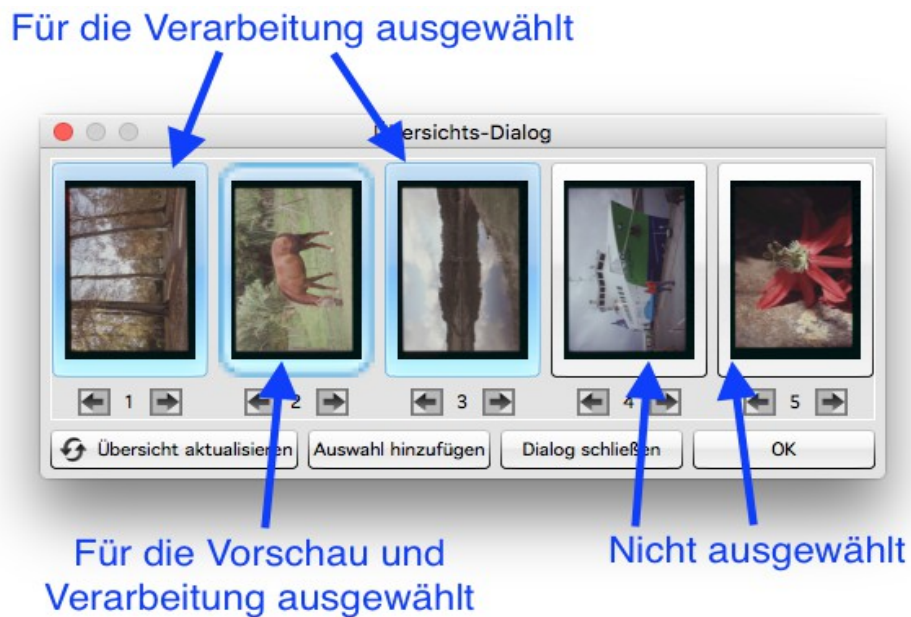 Für die Verarbeitung ausgewählt
Übersichts-Dialog
1 2 3 4 5
Übersicht aktualisieren Auswahl hinzufügen Dialog schließen OK
Für die Vorschau und
Verarbeitung ausgewählt
Nicht ausgewählt